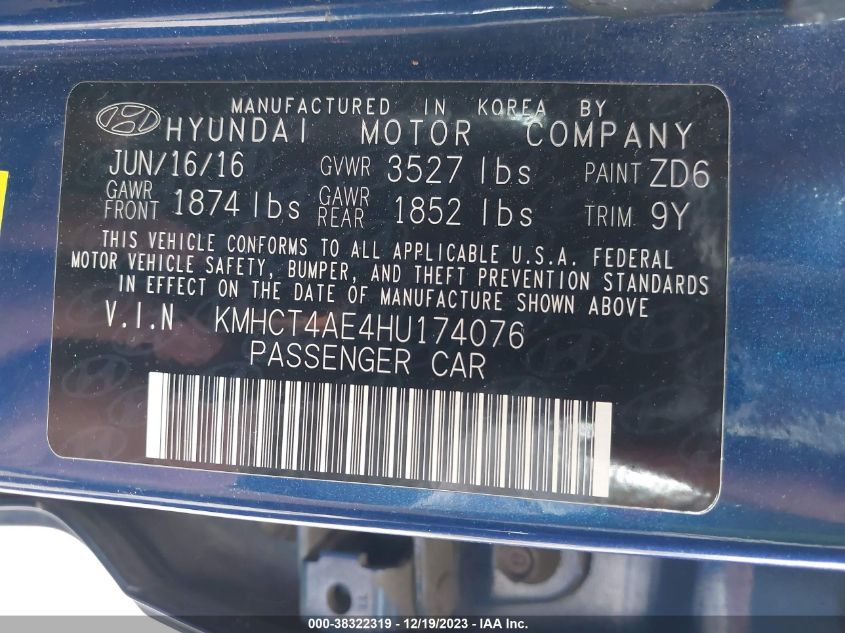 MANUFACTURED IN KOREA BY
HYUNDAI MOTOR COMPANY
JUN/16/16 GVWR 3527 lbs PAINT ZD6
GAWR FRONT 1874 lbs GAWR REAR 1852 lbs TRIM 9Y
THIS VEHICLE CONFORMS TO ALL APPLICABLE U.S.A. FEDERAL
MOTOR VEHICLE SAFETY, BUMPER, AND THEFT PREVENTION STANDARDS
IN EFFECT ON THE DATE OF MANUFACTURE SHOWN ABOVE
V.I.N KMHCT4AE4HU174076
PASSENGER CAR
000-38322319 - 12/19/2023 - IAA Inc.